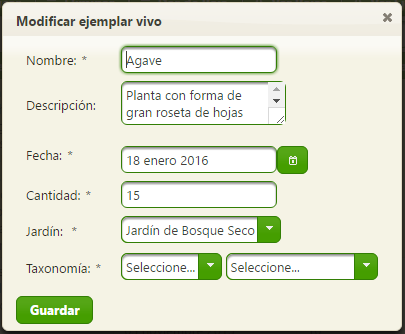 Modificar ejemplar vivo
Nombre: * Agave
Descripción: Planta con forma de
gran roseta de hojas
Fecha: * 18 enero 2016
Cantidad: * 15
Jardín: * Jardín de Bosque Seco
Taxonomía: * Seleccione... Seleccione...
Guardar